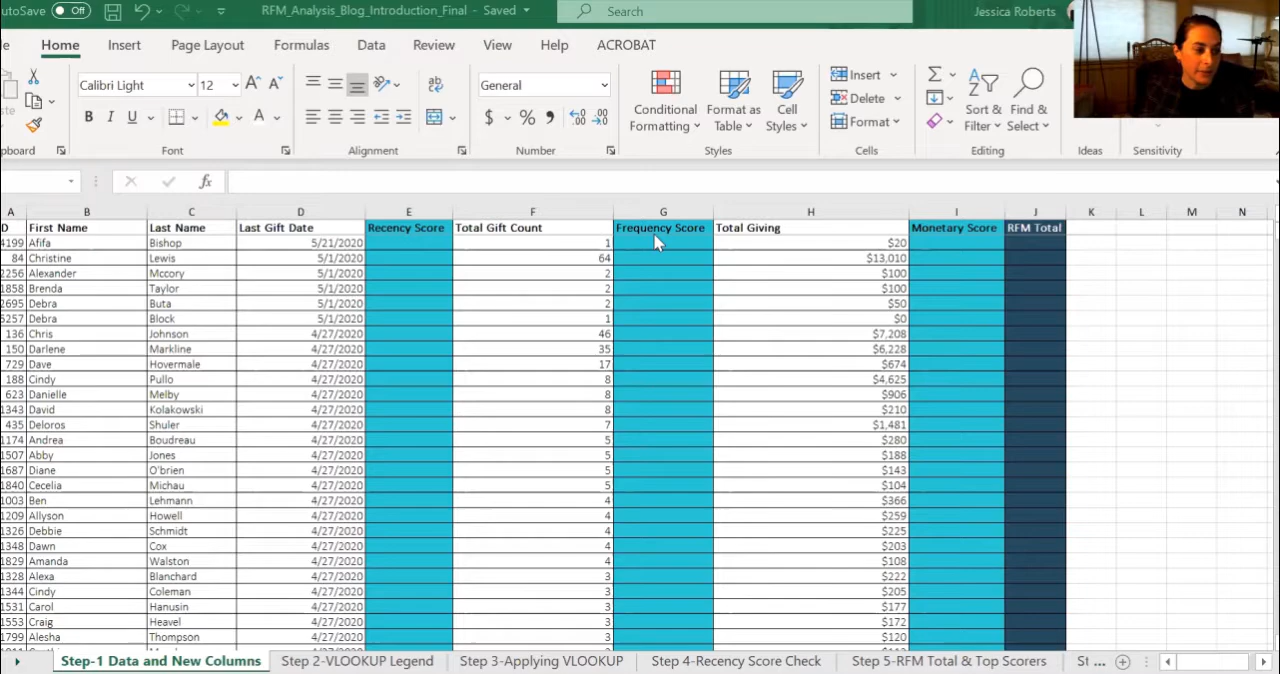 AutoSave Off RFM_Analysis_Blog_Introduction_Final - Saved Search Jessica Roberts
Home Insert Page Layout Formulas Data Review View Help ACROBAT
Calibri Light 12 General Insert
Conditional Formatting Format as Table Cell Styles Delete Sort & Filter Find & Select
B I U $ % Format
Font Alignment Number Styles Cells Editing Ideas Sensitivity
fx
A B C D E F G H I J K L M N
First Name Last Name Last Gift Date Recency Score Total Gift Count Frequency Score Total Giving Monetary Score RFM Total
4199 Afifa Bishop 5/21/2020 1 $20
84 Christine Lewis 5/1/2020 64 $13,010
2256 Alexander Mccory 5/1/2020 2 $100
1858 Brenda Taylor 5/1/2020 2 $100
2695 Debra Buta 5/1/2020 2 $50
5257 Debra Block 5/1/2020 1 $0
136 Chris Johnson 4/27/2020 46 $7,208
150 Darlene Markline 4/27/2020 35 $6,228
729 Dave Hovermale 4/27/2020 17 $674
188 Cindy Pullo 4/27/2020 8 $4,625
623 Danielle Melby 4/27/2020 8 $906
1343 David Kolakowski 4/27/2020 8 $210
435 Deloros Shuler 4/27/2020 7 $1,481
1174 Andrea Boudreau 4/27/2020 5 $280
1507 Abby Jones 4/27/2020 5 $188
1687 Diane O'brien 4/27/2020 5 $143
1840 Cecelia Michau 4/27/2020 5 $104
1003 Ben Lehmann 4/27/2020 4 $366
1209 Allyson Howell 4/27/2020 4 $259
1326 Debbie Schmidt 4/27/2020 4 $225
1348 Dawn Cox 4/27/2020 4 $203
1829 Amanda Walston 4/27/2020 4 $108
1328 Alexa Blanchard 4/27/2020 3 $222
1344 Cindy Coleman 4/27/2020 3 $205
1531 Carol Hanusin 4/27/2020 3 $177
1553 Craig Heavel 4/27/2020 3 $172
1799 Alesha Thompson 4/27/2020 3 $120
Step-1 Data and New Columns Step 2-VLOOKUP Legend Step 3-Applying VLOOKUP Step 4-Recency Score Check Step 5-RFM Total & Top Scorers St ...